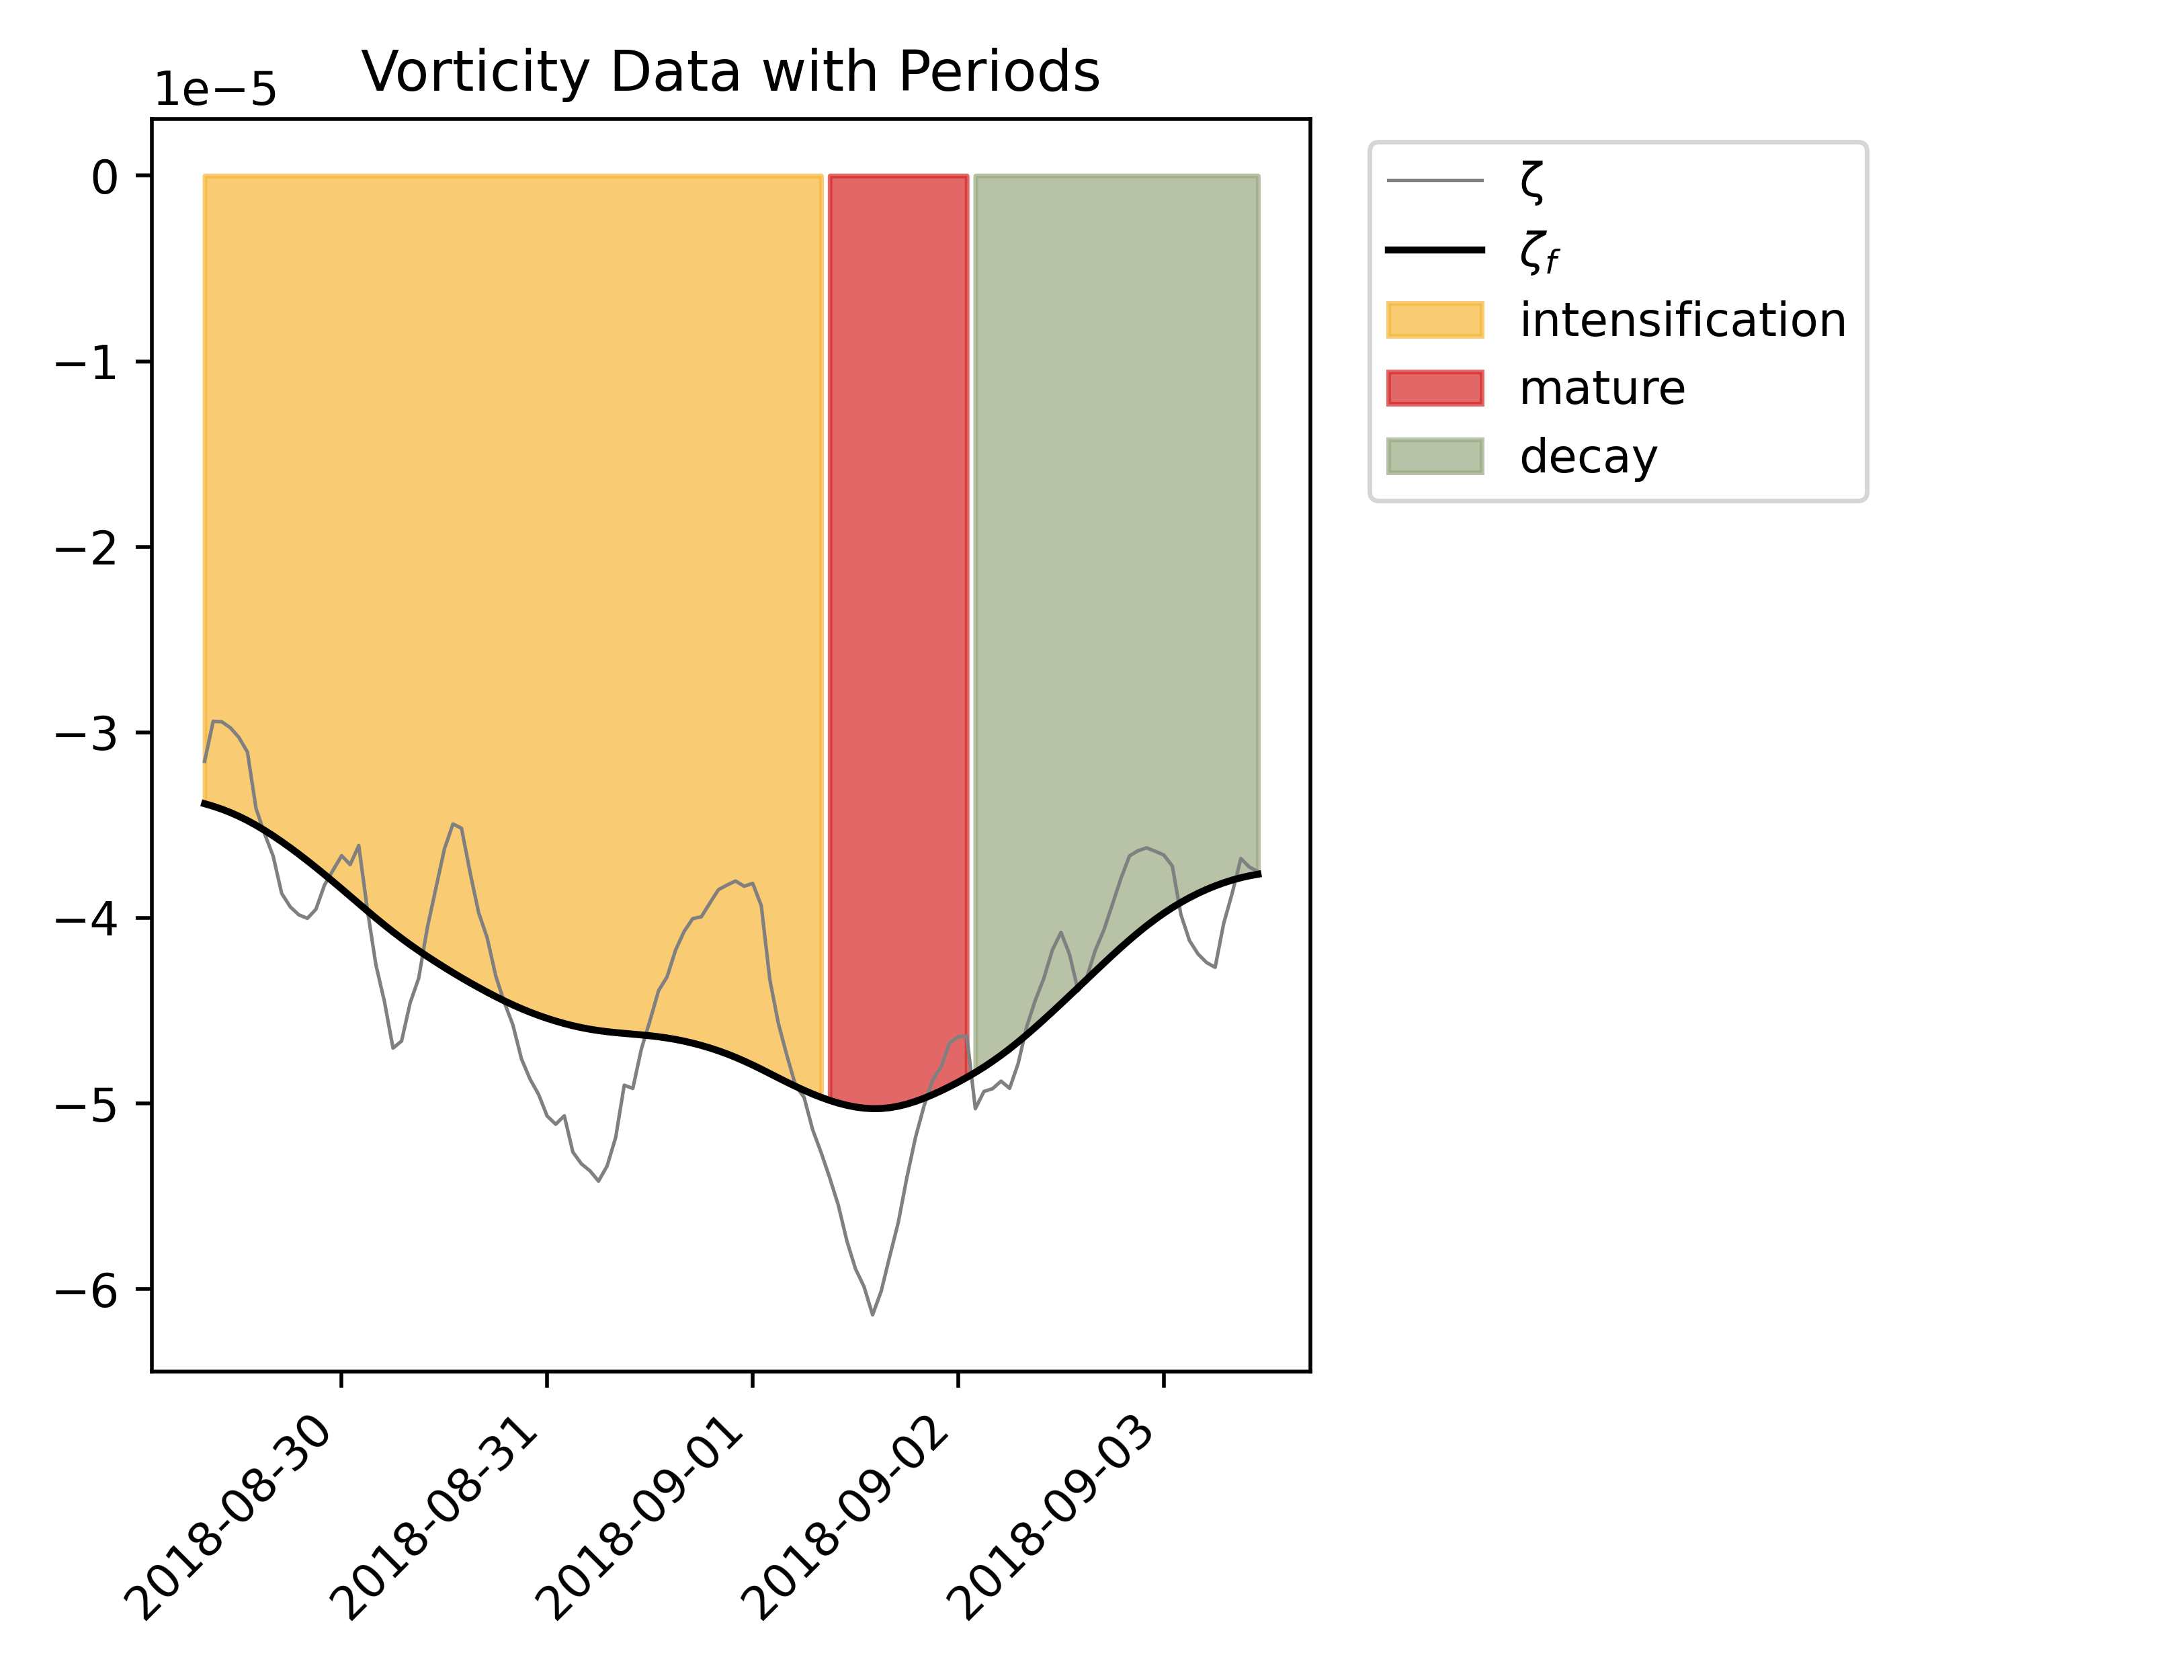 Vorticity Data with Periods
1e−5
0
−1
−2
−3
−4
−5
−6
2018-08-30
2018-08-31
2018-09-01
2018-09-02
2018-09-03
ζ
ζf
intensification
mature
decay